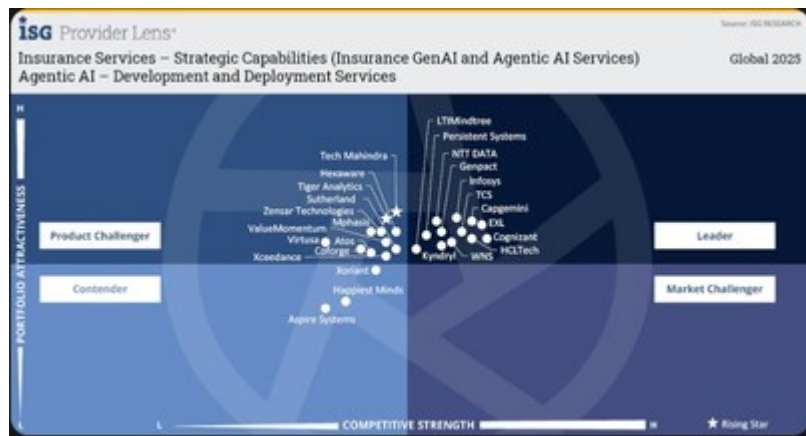 iSG Provider Lens
Source: ISG RESEARCH
Insurance Services – Strategic Capabilities (Insurance GenAI and Agentic AI Services)
Global 2025
Agentic AI – Development and Deployment Services
H
PORTFOLIO ATTRACTIVENESS
L
LTIMindtree
Persistent Systems
NTT DATA
Genpact
Infosys
TCS
Capgemini
EXL
Cognizant
HCLTech
WNS
Kyndryl
Tech Mahindra
Hexaware
Tiger Analytics
Sutherland
Zensar Technologies
Mphasis
ValueMomentum
Virtusa
Atos
Coforge
Xceedance
Xoriant
Happiest Minds
Aspire Systems
Product Challenger
Leader
Contender
Market Challenger
L
COMPETITIVE STRENGTH
H
Rising Star